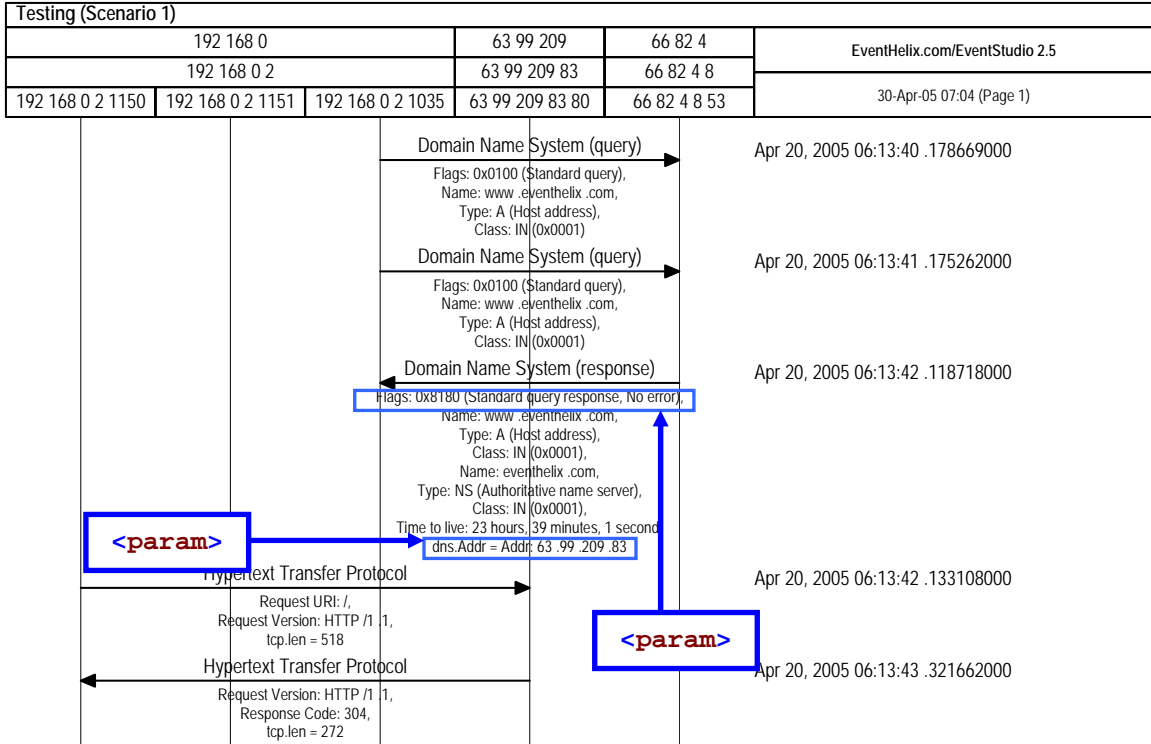 Testing (Scenario 1)
192 168 0 63 99 209 66 82 4 EventHelix.com/EventStudio 2.5
192 168 0 2 63 99 209 83 66 82 4 8
192 168 0 2 1150 192 168 0 2 1151 192 168 0 2 1035 63 99 209 83 80 66 82 4 8 53 30-Apr-05 07:04 (Page 1)
Domain Name System (query) Apr 20, 2005 06:13:40 .178669000
Flags: 0x0100 (Standard query),
Name: www .eventhelix .com,
Type: A (Host address),
Class: IN (0x0001)
Domain Name System (query) Apr 20, 2005 06:13:41 .175262000
Flags: 0x0100 (Standard query),
Name: www .eventhelix .com,
Type: A (Host address),
Class: IN (0x0001)
Domain Name System (response) Apr 20, 2005 06:13:42 .118718000
Flags: 0x8180 (Standard query response, No error),
Name: www .eventhelix .com,
Type: A (Host address),
Class: IN (0x0001),
Name: eventhelix .com,
Type: NS (Authoritative name server),
Class: IN (0x0001),
Time to live: 23 hours, 39 minutes, 1 second
<param> dns.Addr = Addr: 63 .99 .209 .83
Hypertext Transfer Protocol Apr 20, 2005 06:13:42 .133108000
Request URI: /,
Request Version: HTTP /1 .1,
tcp.len = 518
<param>
Hypertext Transfer Protocol Apr 20, 2005 06:13:43 .321662000
Request Version: HTTP /1 .1,
Response Code: 304,
tcp.len = 272